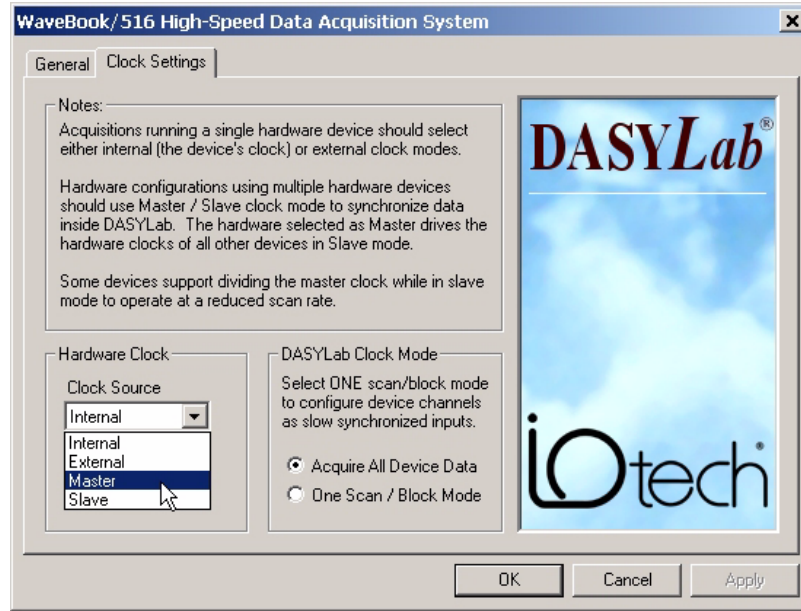 WaveBook/516 High-Speed Data Acquisition System
General
Clock Settings
Notes:
Acquisitions running a single hardware device should select
either internal (the device's clock) or external clock modes.
Hardware configurations using multiple hardware devices
should use Master / Slave clock mode to synchronize data
inside DASYLab.  The hardware selected as Master drives the
hardware clocks of all other devices in Slave mode.
Some devices support dividing the master clock while in slave
mode to operate at a reduced scan rate.
Hardware Clock
Clock Source
Internal
Internal
External
Master
Slave
DASYLab Clock Mode
Select ONE scan/block mode
to configure device channels
as slow synchronized inputs.
Acquire All Device Data
One Scan / Block Mode
DASYLab®
iOtech®
OK
Cancel
Apply